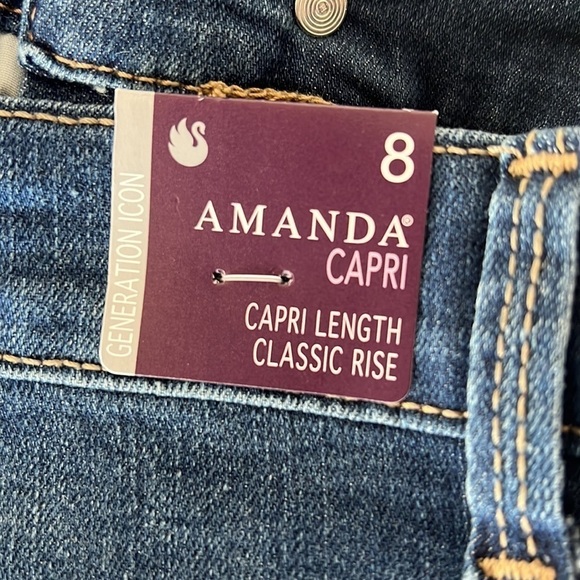 GENERATION ICON
8
AMANDA®
CAPRI
CAPRI LENGTH
CLASSIC RISE